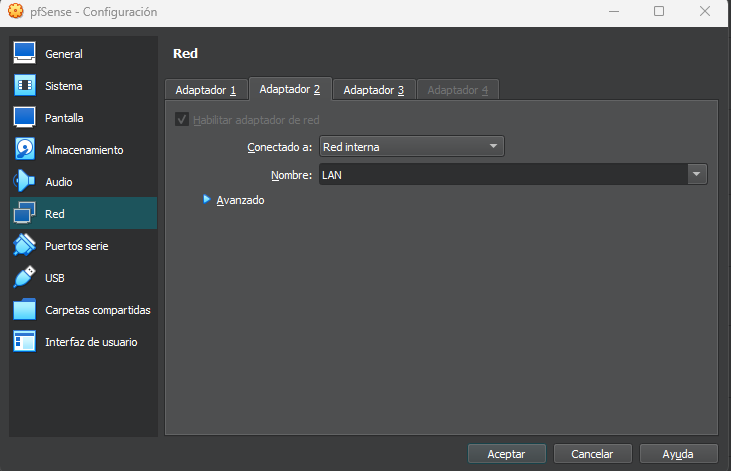 pfSense - Configuración
General
Sistema
Pantalla
Almacenamiento
Audio
Red
Puertos serie
USB
Carpetas compartidas
Interfaz de usuario
Red
Adaptador 1 Adaptador 2 Adaptador 3 Adaptador 4
Habilitar adaptador de red
Conectado a: Red interna
Nombre: LAN
Avanzado
Aceptar Cancelar Ayuda